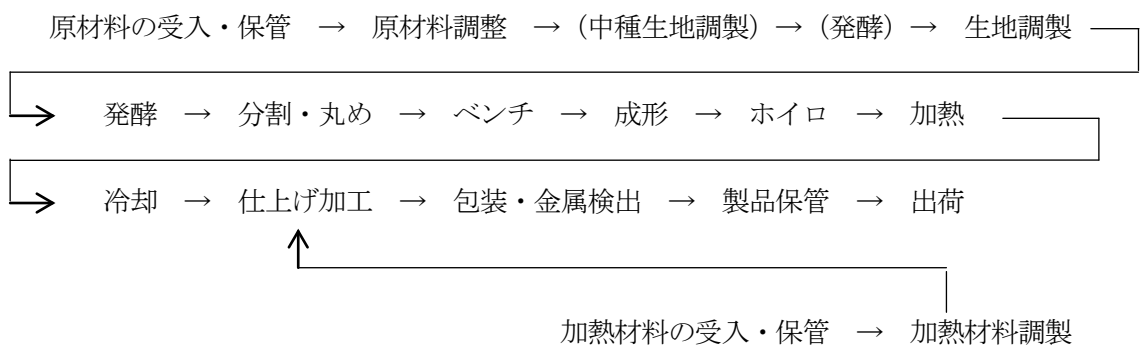 原材料の受入・保管 → 原材料調整 →（中種生地調製）→（発酵）→ 生地調製
発酵 → 分割・丸め → ベンチ → 成形 → ホイロ → 加熱
冷却 → 仕上げ加工 → 包装・金属検出 → 製品保管 → 出荷
加熱材料の受入・保管 → 加熱材料調製